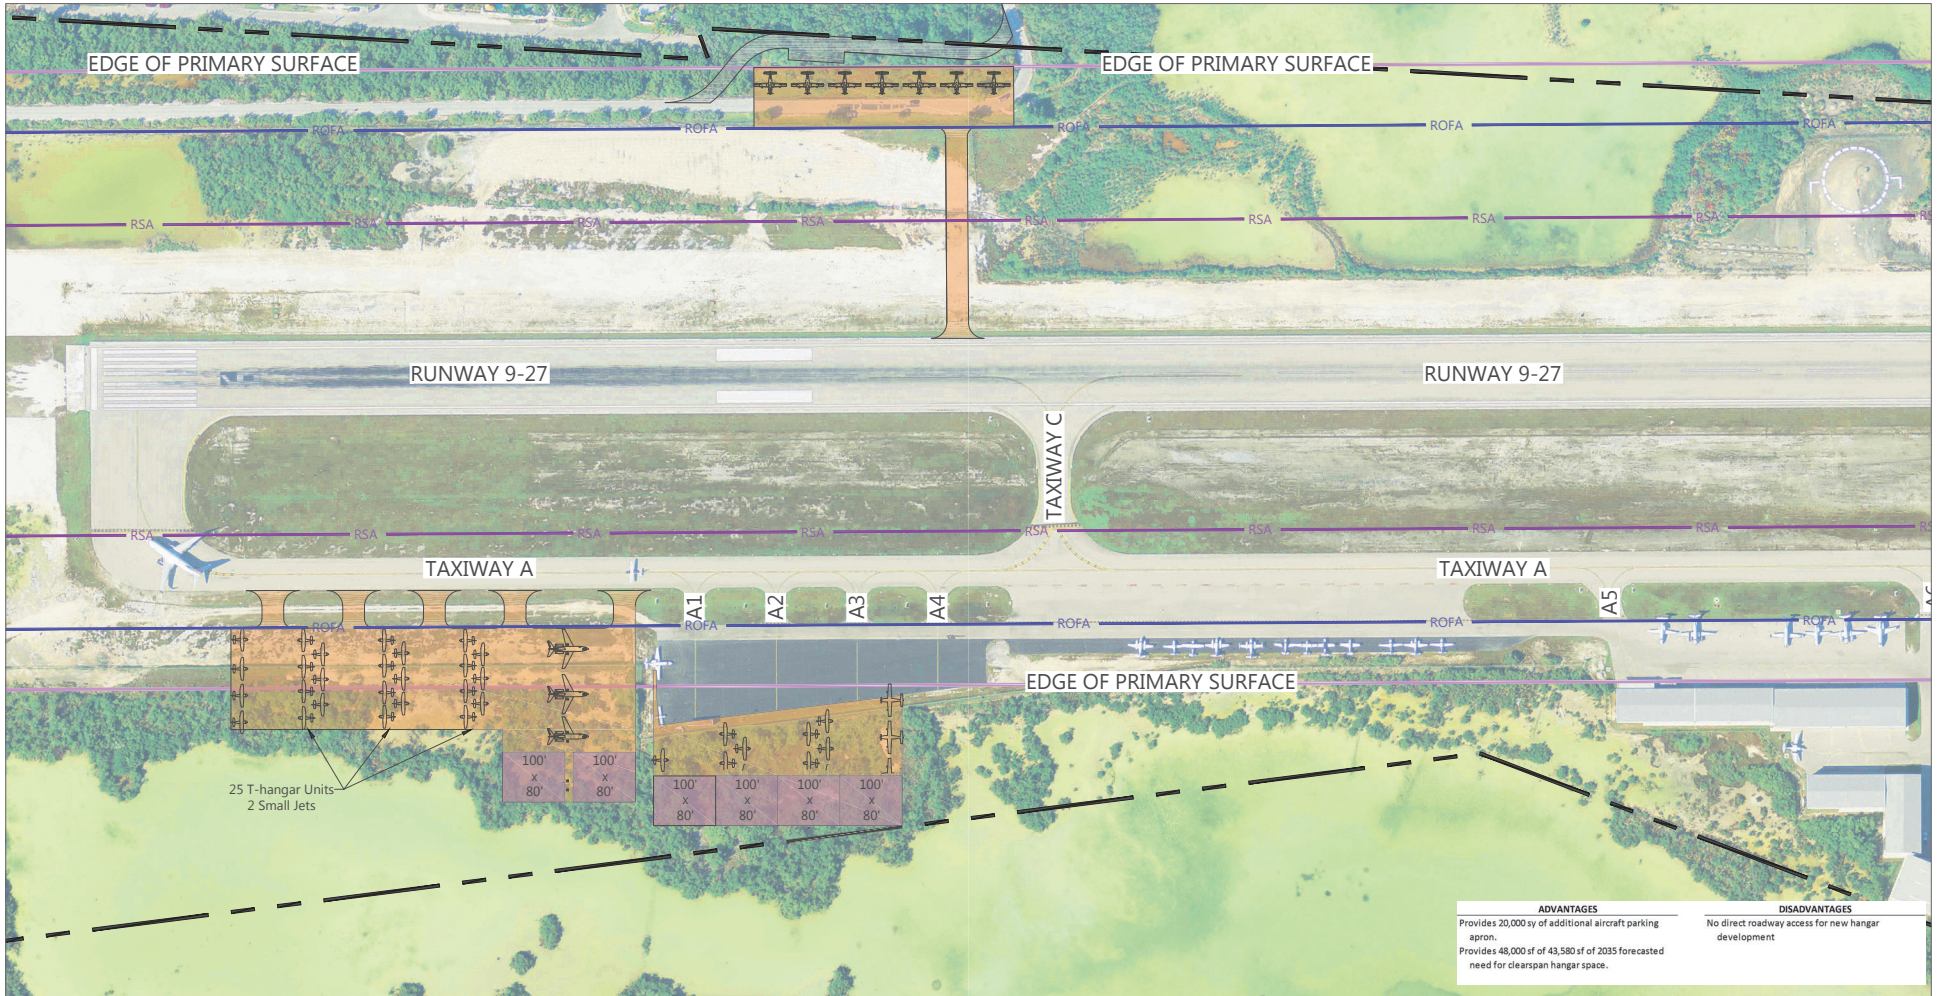 EDGE OF PRIMARY SURFACE
EDGE OF PRIMARY SURFACE
ROFA ROFA ROFA ROFA ROFA
RSA RSA RSA RSA RSA RSA RSA RSA RS
RUNWAY 9-27
RUNWAY 9-27
TAXIWAY C
RSA RSA RSA RSA RSA RSA RSA RSA RS
TAXIWAY A
TAXIWAY A
A1
A2
A3
A4
A5
ROFA ROFA ROFA ROFA ROFA
EDGE OF PRIMARY SURFACE
25 T-hangar Units
2 Small Jets
100'
x
80'
100'
x
80'
100'
x
80'
100'
x
80'
100'
x
80'
100'
x
80'
ADVANTAGES
Provides 20,000 sy of additional aircraft parking
apron.
Provides 48,000 sf of 43,580 sf of 2035 forecasted
need for clearspan hangar space.
DISADVANTAGES
No direct roadway access for new hangar
development